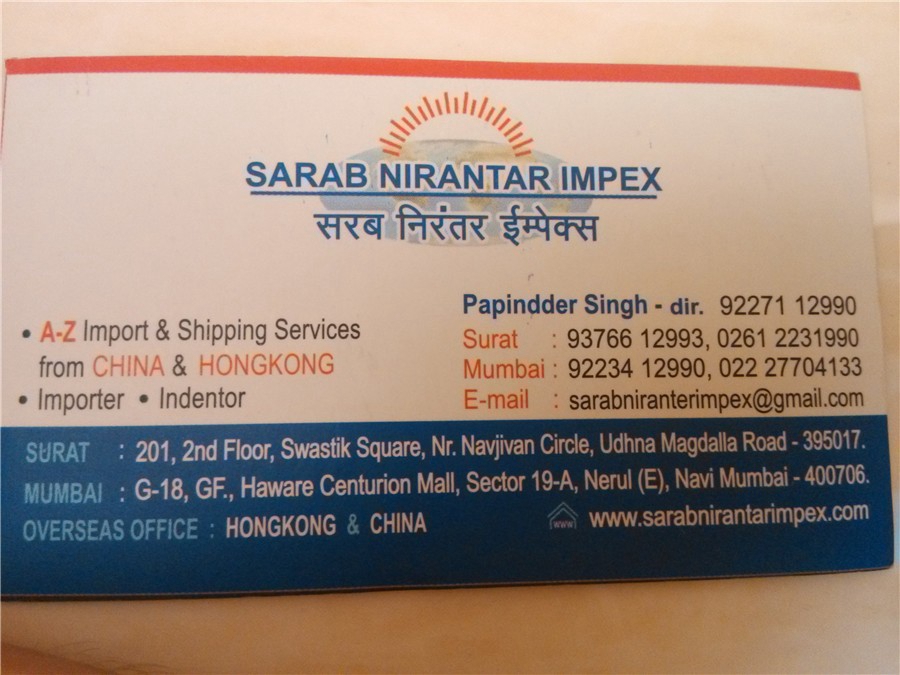 SARAB NIRANTAR IMPEX
सरब निरंतर ईम्पेक्स
• A-Z Import & Shipping Services
from CHINA & HONGKONG
• Importer • Indentor
Papindder Singh - dir. 92271 12990
Surat : 93766 12993, 0261 2231990
Mumbai : 92234 12990, 022 27704133
E-mail : sarabniranterimpex@gmail.com
SURAT : 201, 2nd Floor, Swastik Square, Nr. Navjivan Circle, Udhna Magdalla Road - 395017.
MUMBAI : G-18, GF., Haware Centurion Mall, Sector 19-A, Nerul (E), Navi Mumbai - 400706.
OVERSEAS OFFICE : HONGKONG & CHINA
www www.sarabnirantarimpex.com